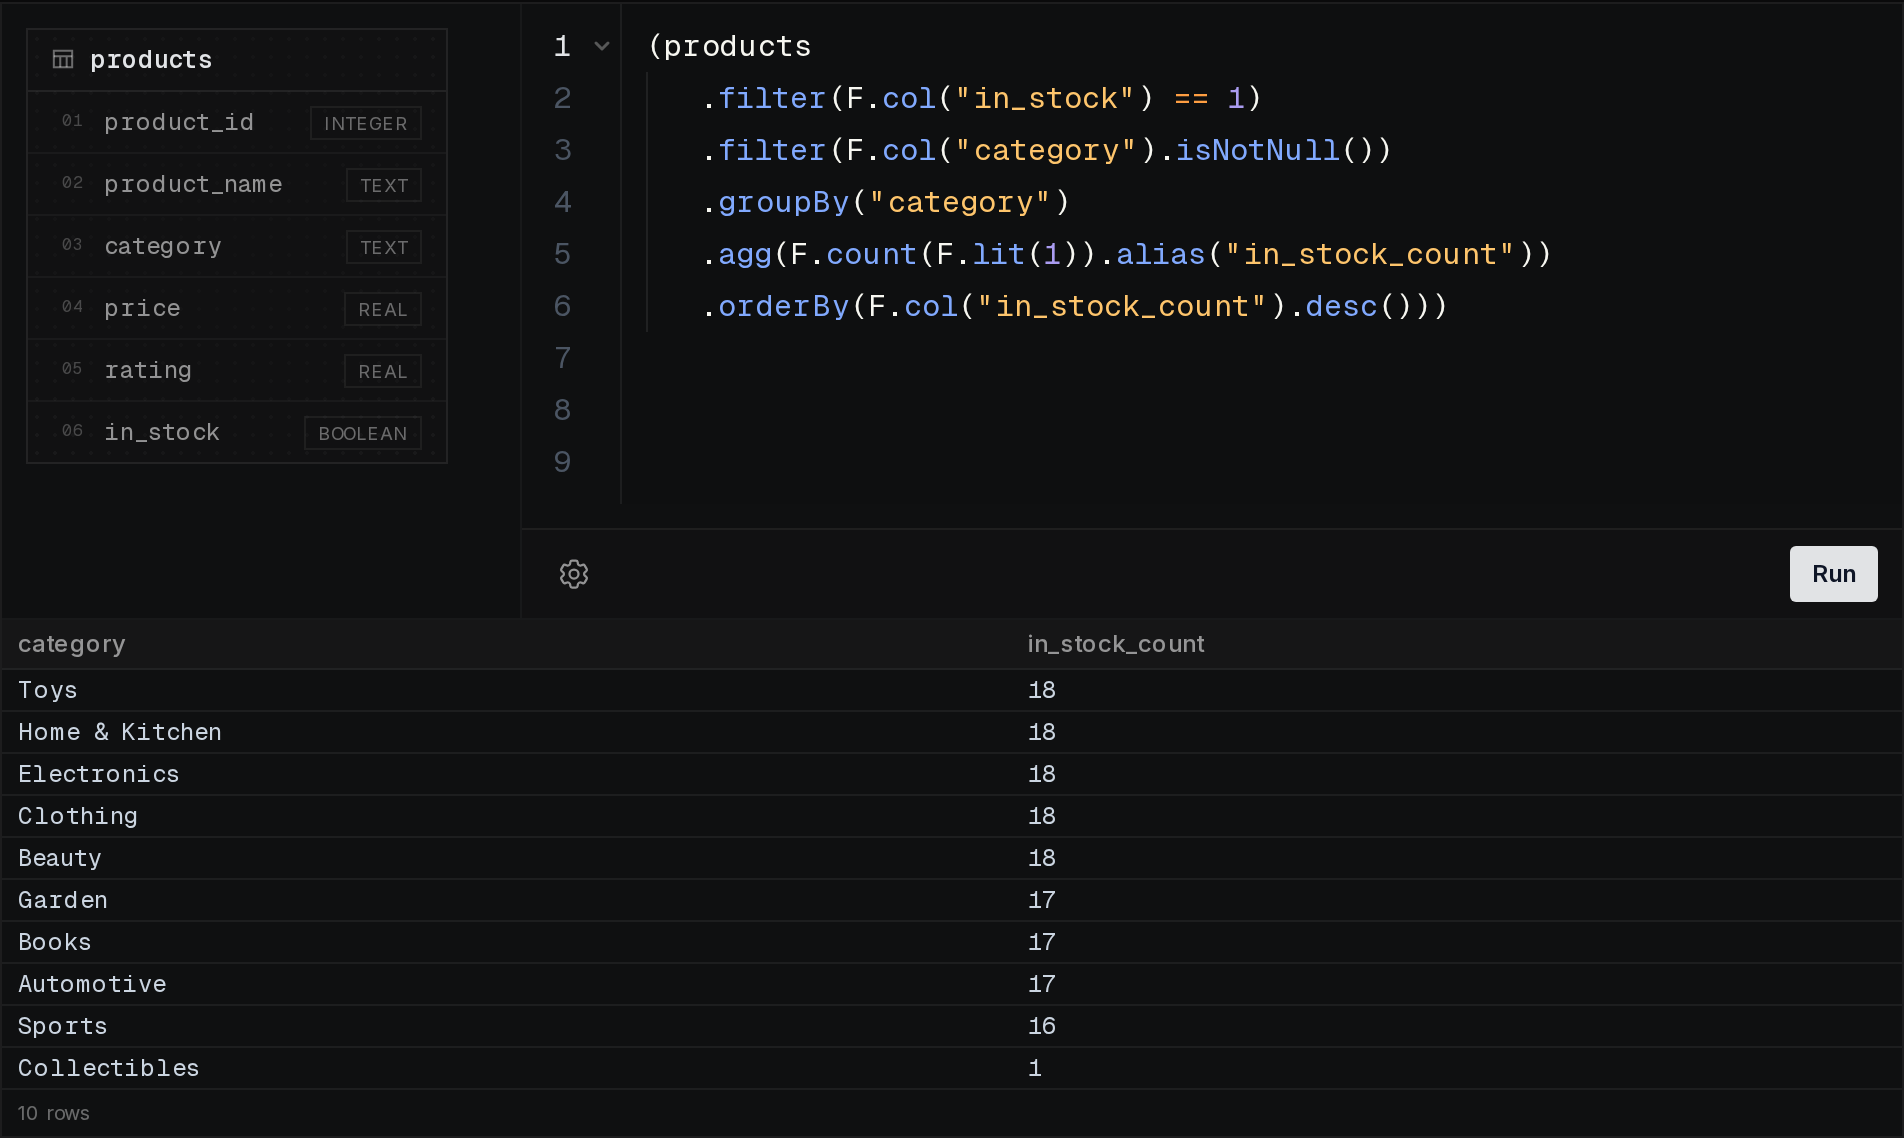 products
01 product_id INTEGER
02 product_name TEXT
03 category TEXT
04 price REAL
05 rating REAL
06 in_stock BOOLEAN
1 (products
2 .filter(F.col("in_stock") == 1)
3 .filter(F.col("category").isNotNull())
4 .groupBy("category")
5 .agg(F.count(F.lit(1)).alias("in_stock_count"))
6 .orderBy(F.col("in_stock_count").desc()))
7
8
9
Run
category in_stock_count
Toys 18
Home & Kitchen 18
Electronics 18
Clothing 18
Beauty 18
Garden 17
Books 17
Automotive 17
Sports 16
Collectibles 1
10 rows